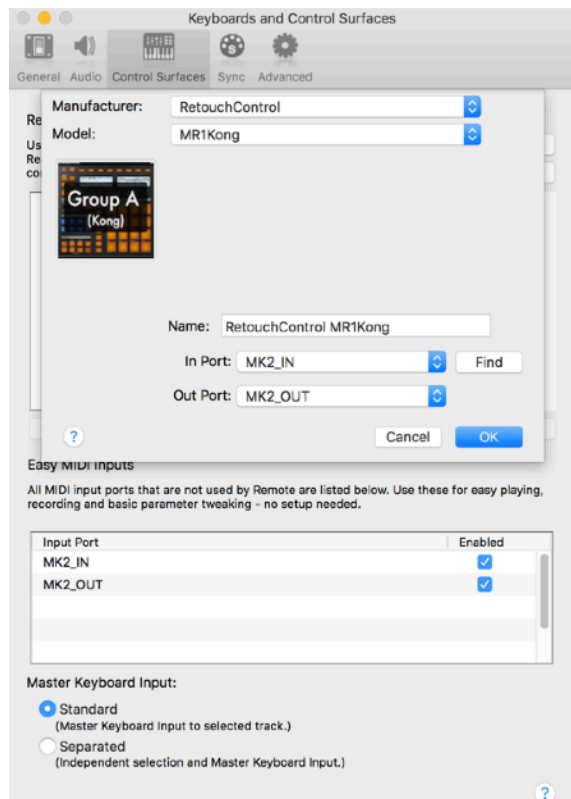 Keyboards and Control Surfaces
General Audio Control Surfaces Sync Advanced
Manufacturer: RetouchControl
Model: MR1Kong
Re
Us
Re
co
Group A
(Kong)
Name: RetouchControl MR1Kong
In Port: MK2_IN Find
Out Port: MK2_OUT
? Cancel OK
Easy MIDI Inputs
All MIDI input ports that are not used by Remote are listed below. Use these for easy playing,
recording and basic parameter tweaking – no setup needed.
Input Port Enabled
MK2_IN
MK2_OUT
Master Keyboard Input:
Standard
(Master Keyboard Input to selected track.)
Separated
(Independent selection and Master Keyboard Input.)
?